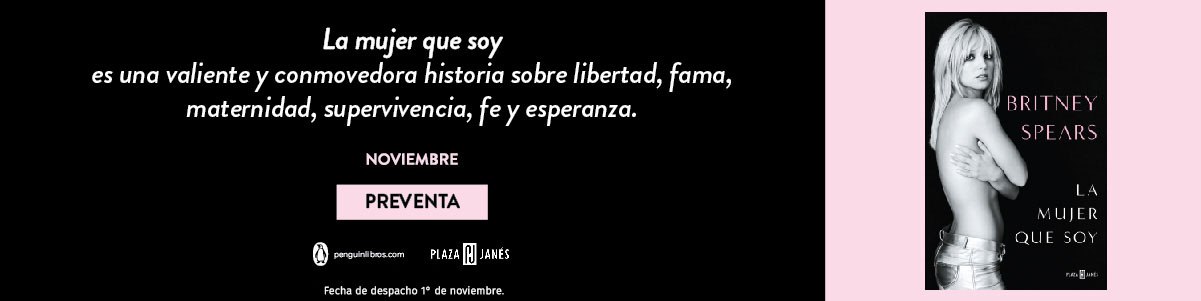 La mujer que soy
es una valiente y conmovedora historia sobre libertad, fama,
maternidad, supervivencia, fe y esperanza.
NOVIEMBRE
PREVENTA
penguinlibros.com
PLAZA JANÉS
Fecha de despacho 1° de noviembre.
BRITNEY
SPEARS
LA
MUJER
QUE SOY
PLAZA JANÉS